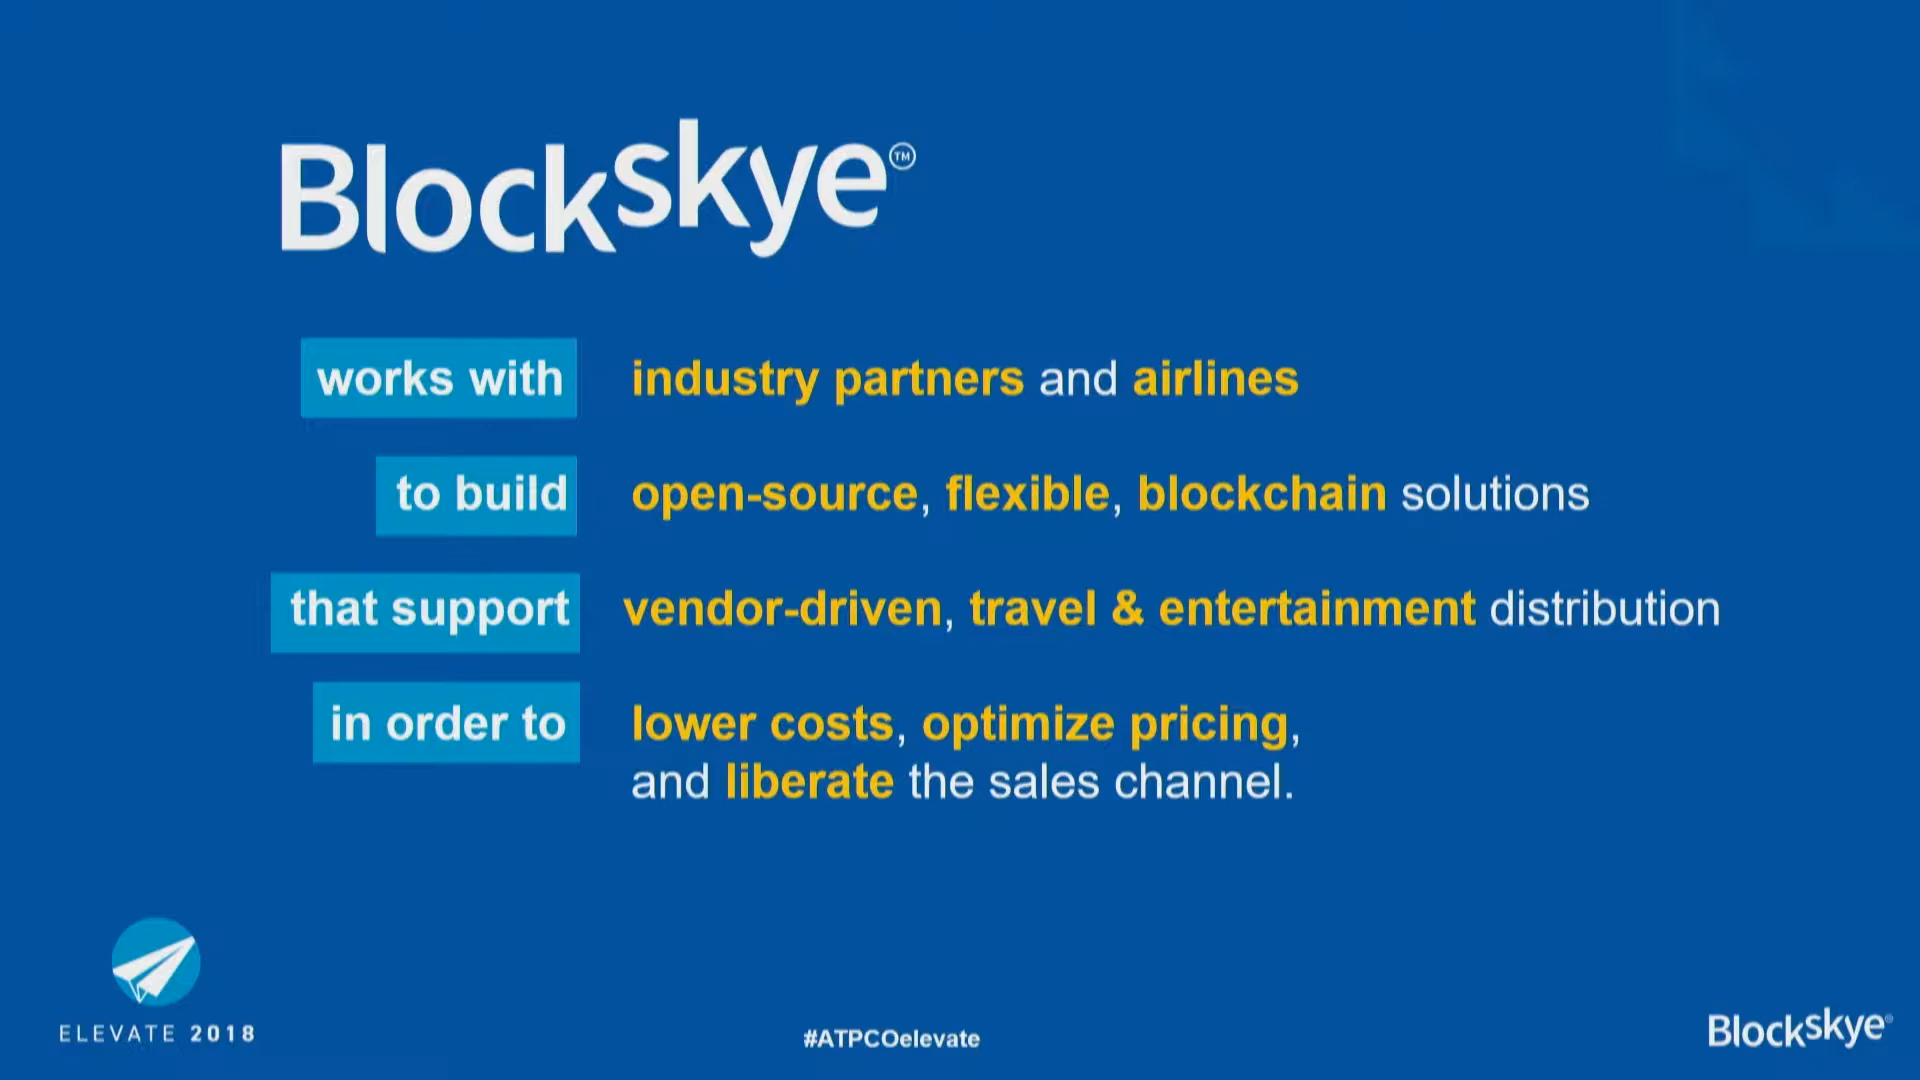 Blockskye™
works with industry partners and airlines
to build open-source, flexible, blockchain solutions
that support vendor-driven, travel & entertainment distribution
in order to lower costs, optimize pricing,
and liberate the sales channel.
ELEVATE 2018
#ATPCOelevate
Blockskye